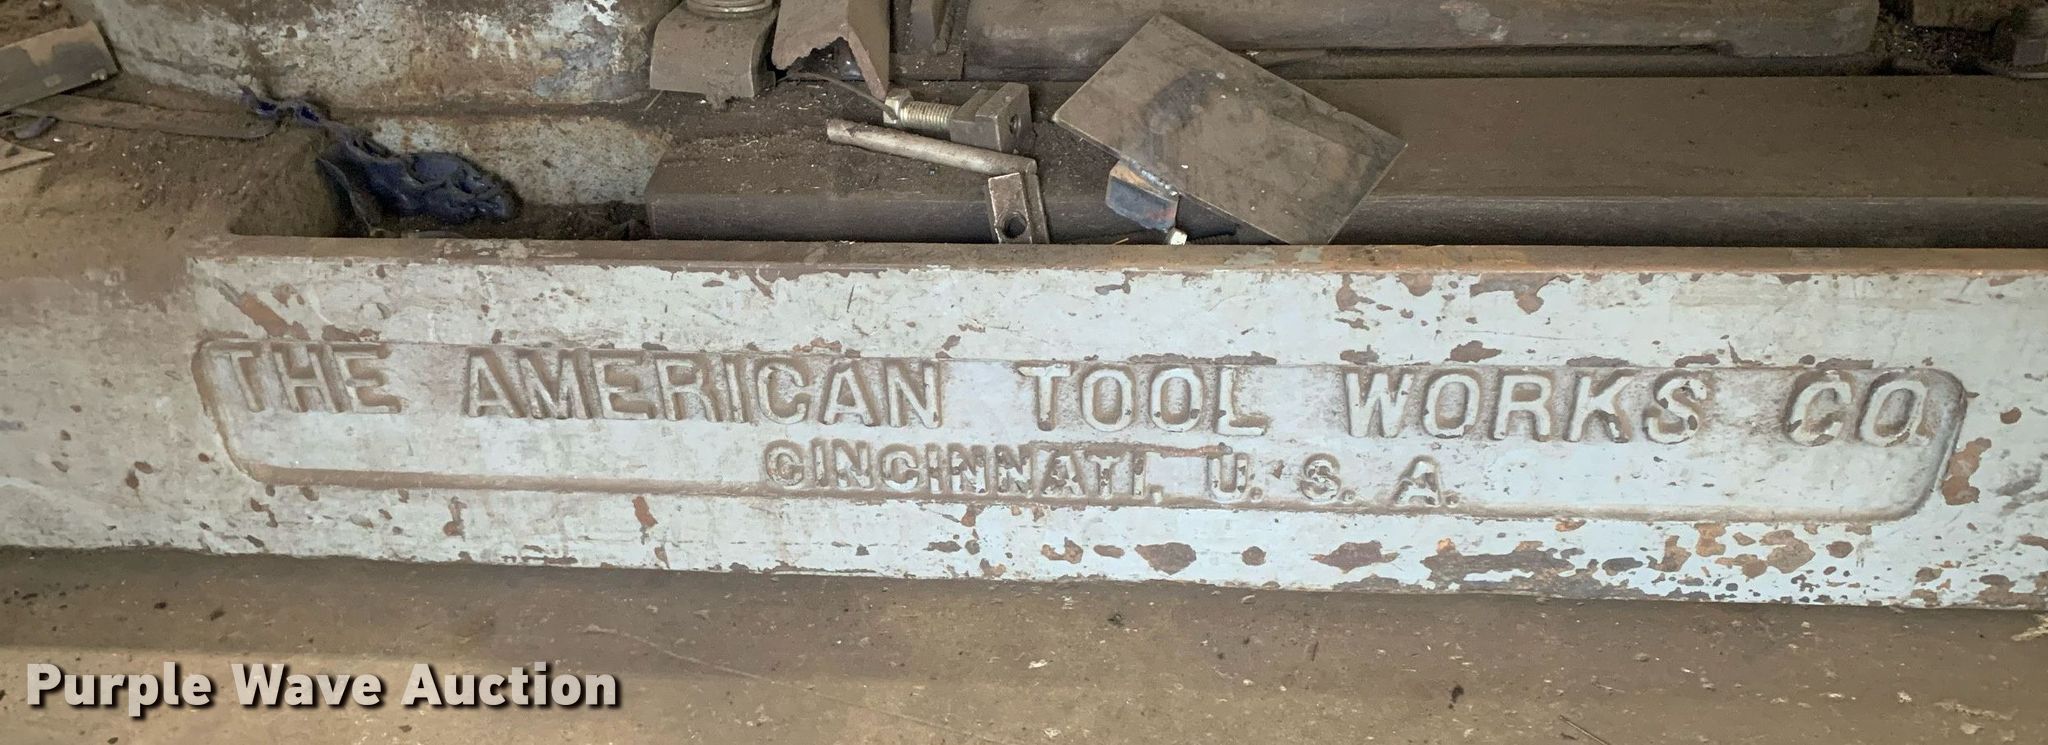 THE AMERICAN TOOL WORKS CO.
CINCINNATI, U. S. A.
Purple Wave Auction